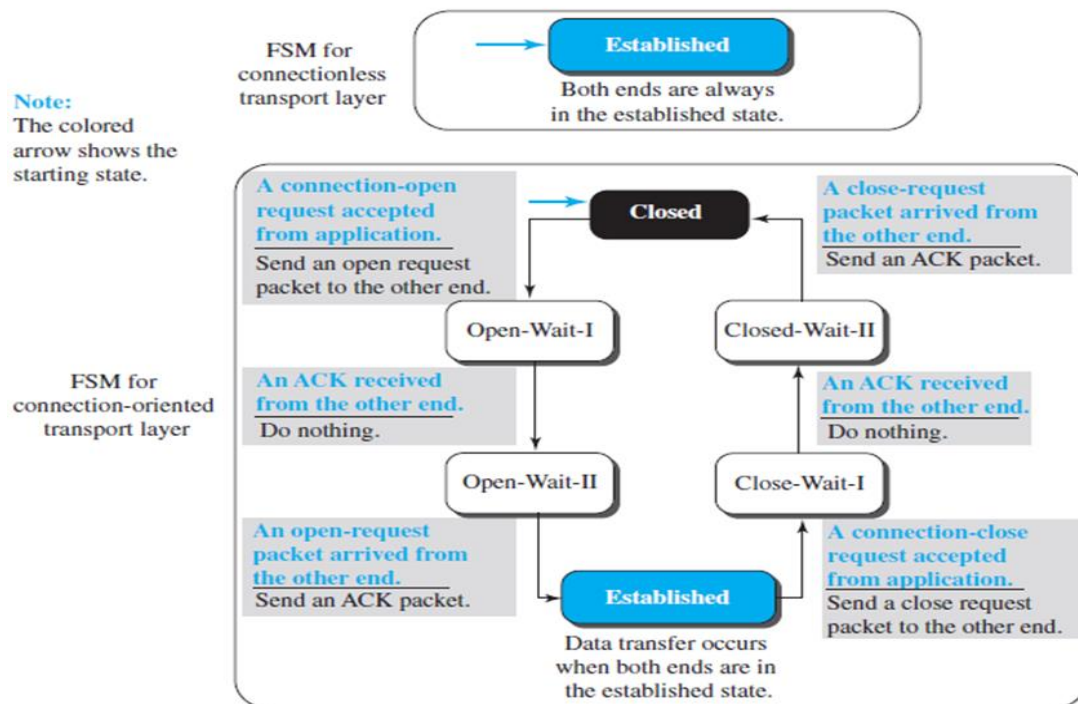 FSM for
connectionless
transport layer
Established
Both ends are always
in the established state.
Note:
The colored
arrow shows the
starting state.
FSM for
connection-oriented
transport layer
A connection-open
request accepted
from application.
Send an open request
packet to the other end.
Closed
A close-request
packet arrived from
the other end.
Send an ACK packet.
Open-Wait-I
Closed-Wait-II
An ACK received
from the other end.
Do nothing.
An ACK received
from the other end.
Do nothing.
Open-Wait-II
Close-Wait-I
An open-request
packet arrived from
the other end.
Send an ACK packet.
Established
Data transfer occurs
when both ends are in
the established state.
A connection-close
request accepted
from application.
Send a close request
packet to the other end.